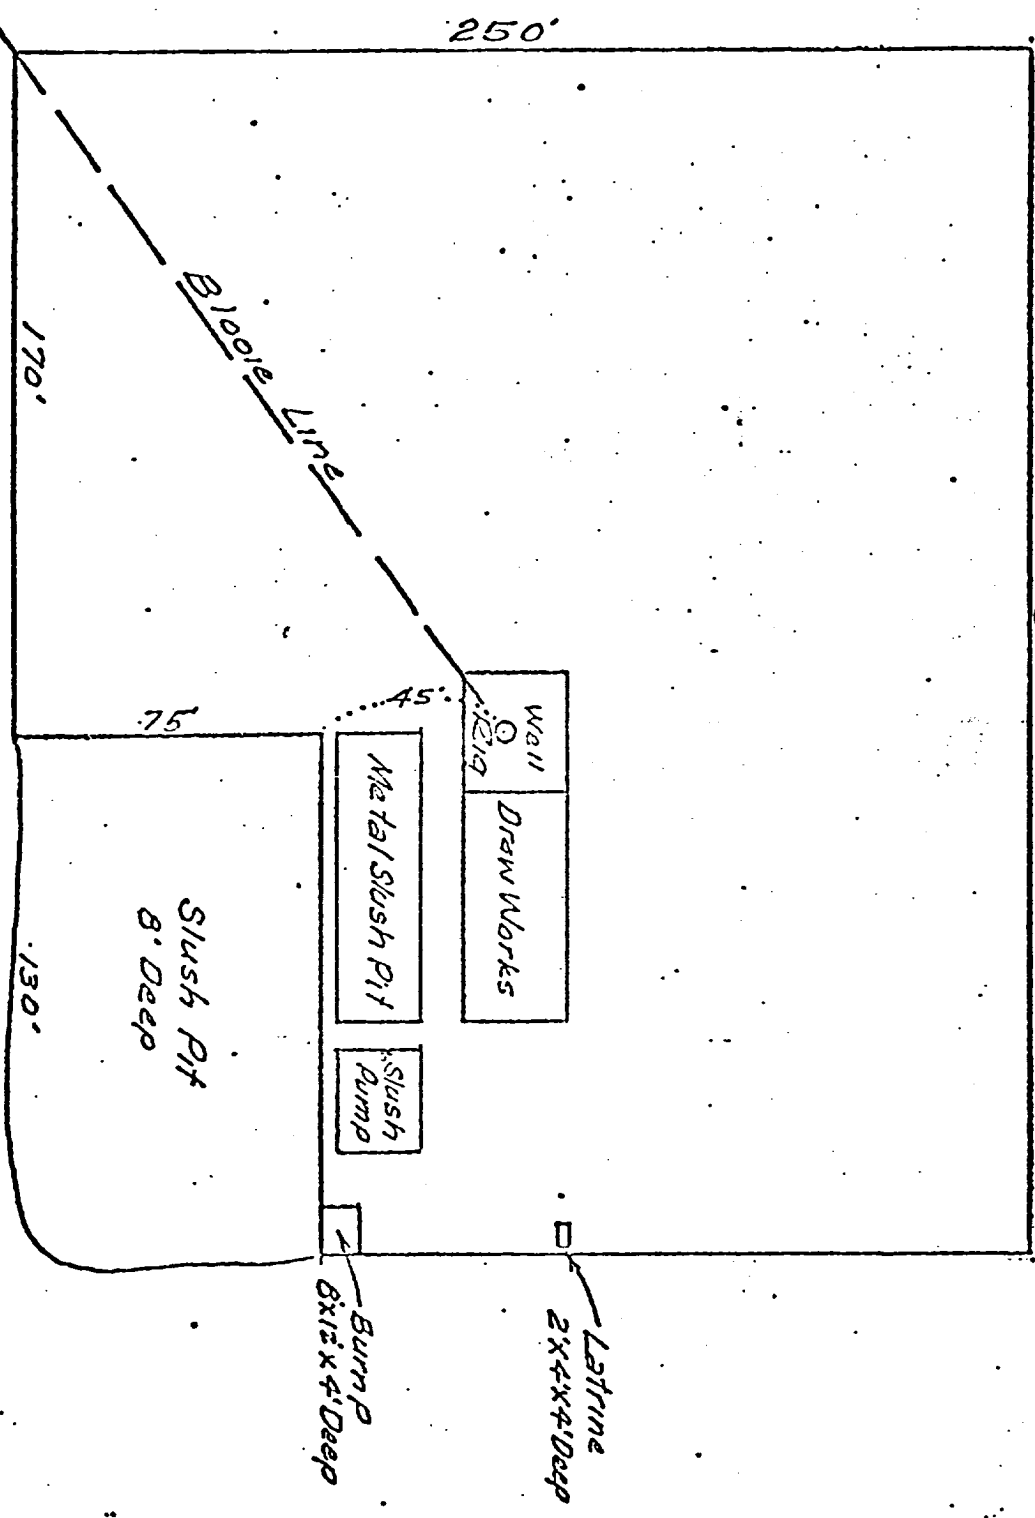 250'
170'
Blooie Line
45'
75'
Well
Rig
Draw Works
Metal Slush Pit
Slush
Pump
Slush Pit
8' Deep
130'
Latrine
2'x4'x4' Deep
Burn P
8'x12'x4' Deep